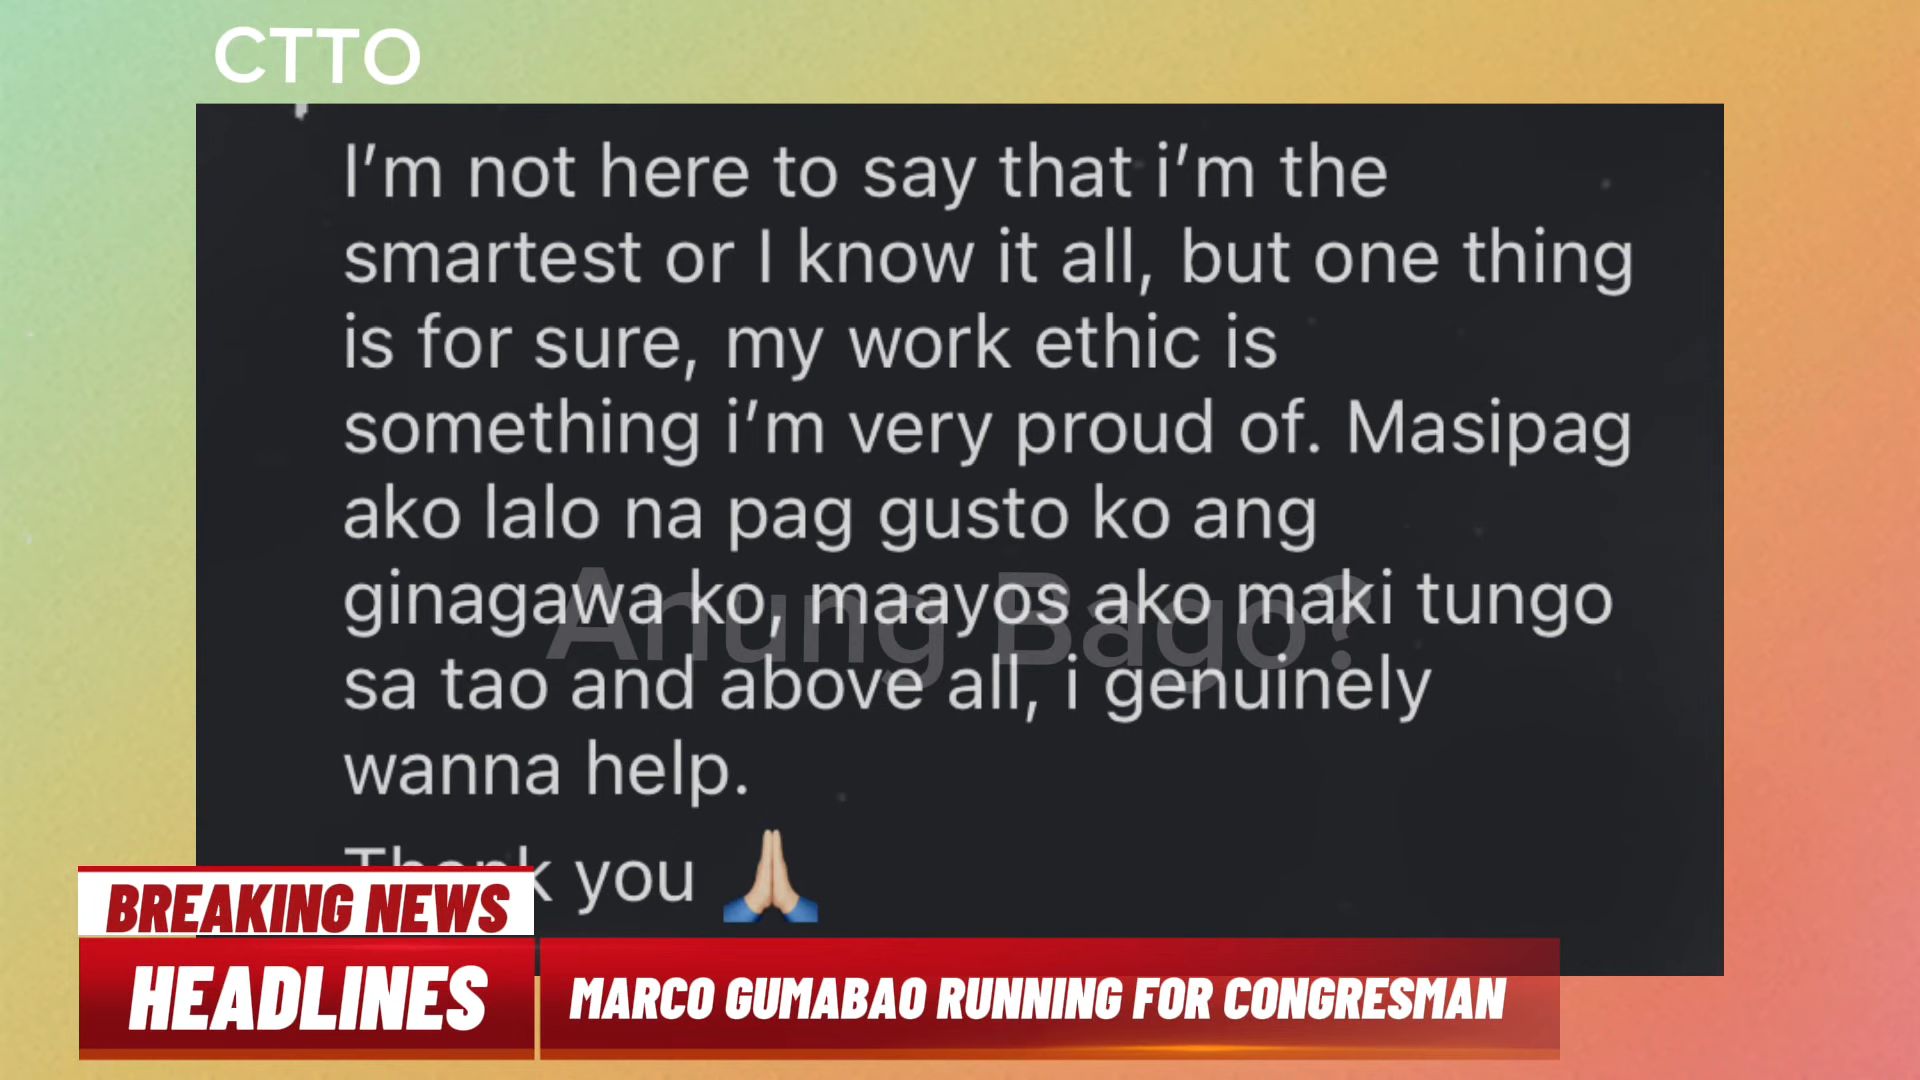 CTTO
I'm not here to say that i'm the
smartest or I know it all, but one thing
is for sure, my work ethic is
something i'm very proud of. Masipag
ako lalo na pag gusto ko ang
ginagawa ko, maayos ako maki tungo
Anung Bago?
sa tao and above all, i genuinely
wanna help.
Thank you 🙏🏼
BREAKING NEWS
HEADLINES
MARCO GUMABAO RUNNING FOR CONGRESMAN